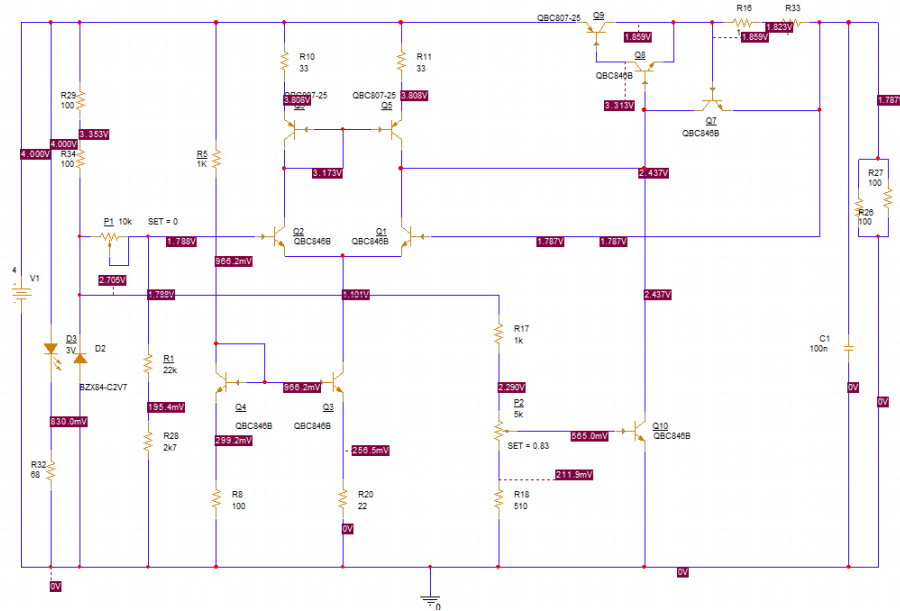 QBC807-25
Q9
R16
R33
1.823V
1.859V
1.859V
1
R10
33
R11
33
Q8
QBC846B
3.313V
Q7
QBC846B
QBC807-25
QBC807-25
3.808V
3.808V
Q5
R29
100
3.353V
4.000V
4.000V
R34
100
R5
1K
3.173V
2.437V
1.787V
R27
100
R26
100
P1
10k
SET = 0
1.788V
Q2
QBC846B
Q1
QBC846B
1.787V
1.787V
966.2mV
2.705V
1.788V
1.101V
2.437V
4
V1
D3
3V
D2
BZX84-C2V7
R1
22k
R17
1k
C1
100n
2.290V
966.2mV
0V
0V
195.4mV
830.0mV
P2
5k
SET = 0.83
565.0mV
Q10
QBC846B
Q4
QBC846B
Q3
QBC846B
299.2mV
256.5mV
R28
2k7
R32
68
211.9mV
R8
100
R20
22
R18
510
0V
0V
0V
0